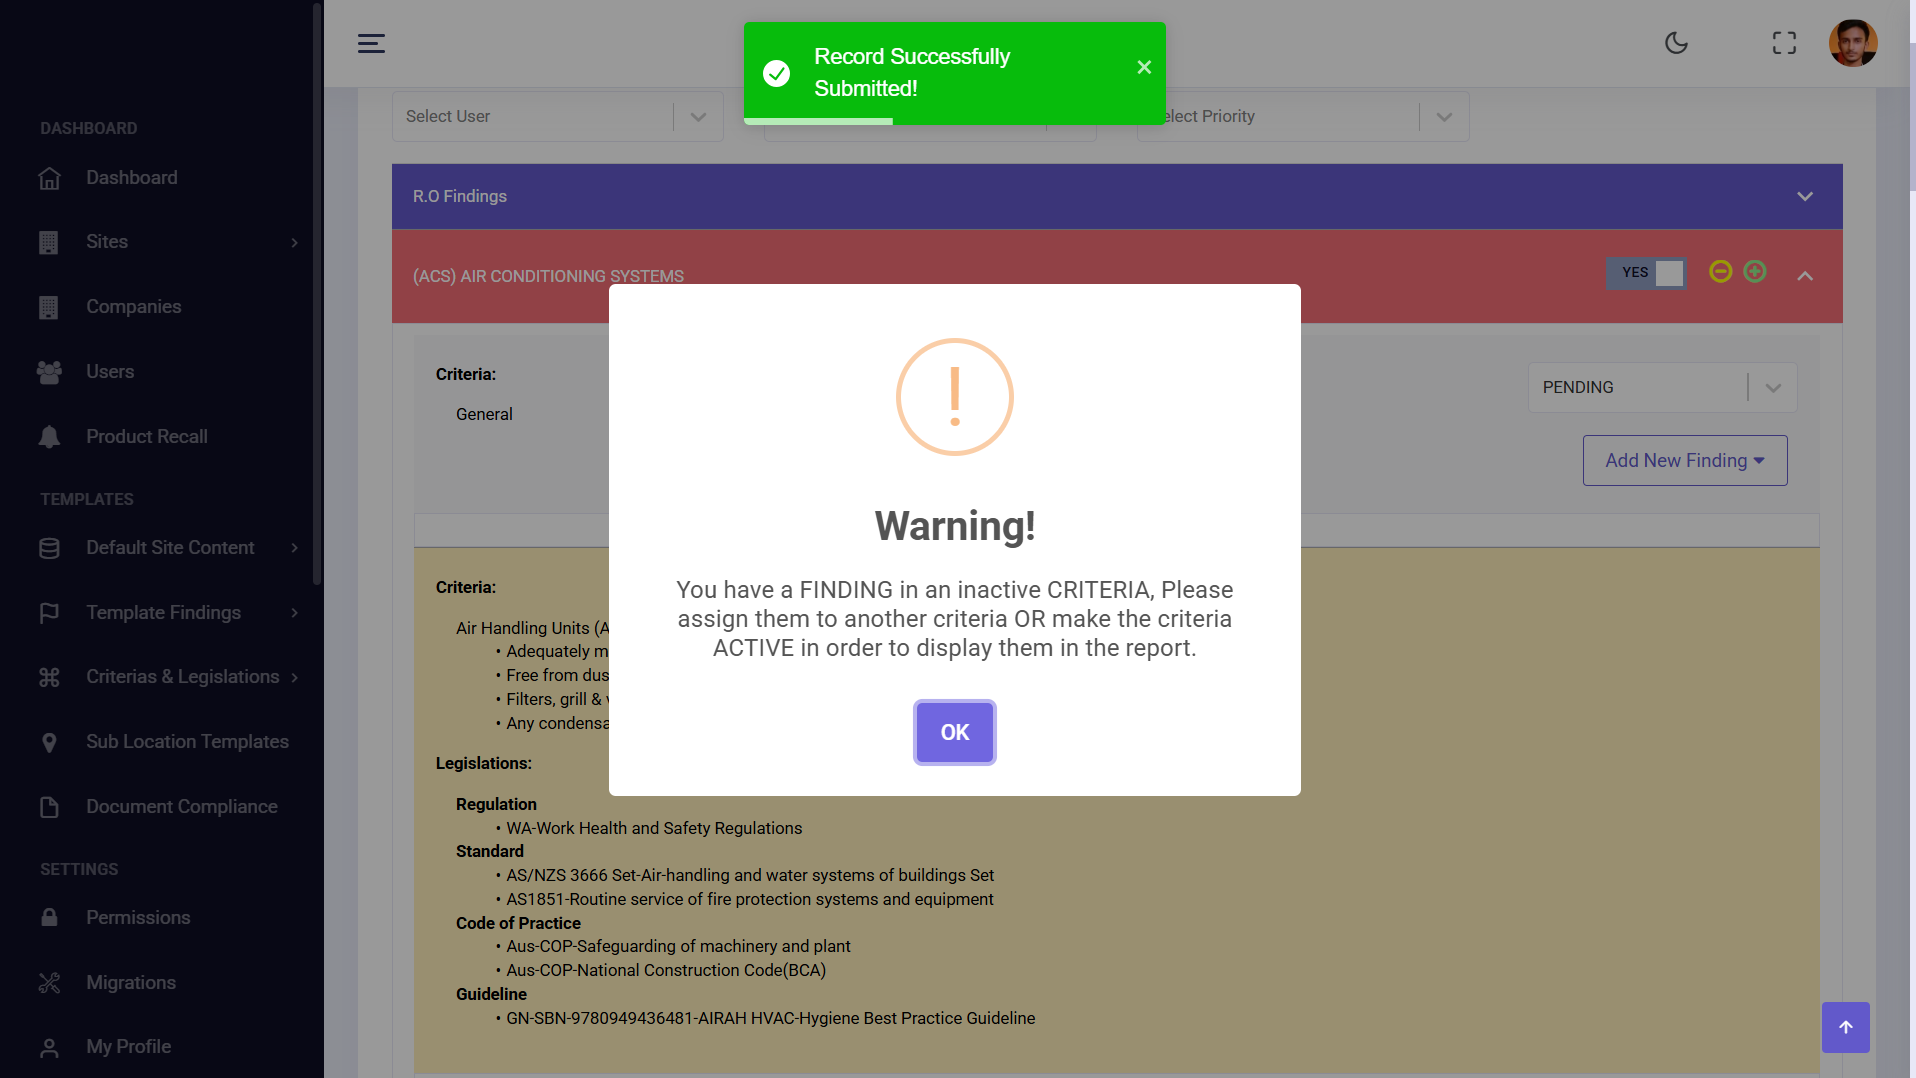 Record Successfully
Submitted!
DASHBOARD
Dashboard
Sites
Companies
Users
Product Recall
TEMPLATES
Default Site Content
Template Findings
Criterias & Legislations
Sub Location Templates
Document Compliance
SETTINGS
Permissions
Migrations
My Profile
Select User
elect Priority
R.O Findings
(ACS) AIR CONDITIONING SYSTEMS
YES
Criteria:
General
PENDING
Add New Finding
Warning!
You have a FINDING in an inactive CRITERIA, Please
assign them to another criteria OR make the criteria
ACTIVE in order to display them in the report.
OK
Criteria:
Air Handling Units (A
• Adequately m
• Free from dus
• Filters, grill &
• Any condensa
Legislations:
Regulation
• WA-Work Health and Safety Regulations
Standard
• AS/NZS 3666 Set-Air-handling and water systems of buildings Set
• AS1851-Routine service of fire protection systems and equipment
Code of Practice
• Aus-COP-Safeguarding of machinery and plant
• Aus-COP-National Construction Code(BCA)
Guideline
• GN-SBN-9780949436481-AIRAH HVAC-Hygiene Best Practice Guideline